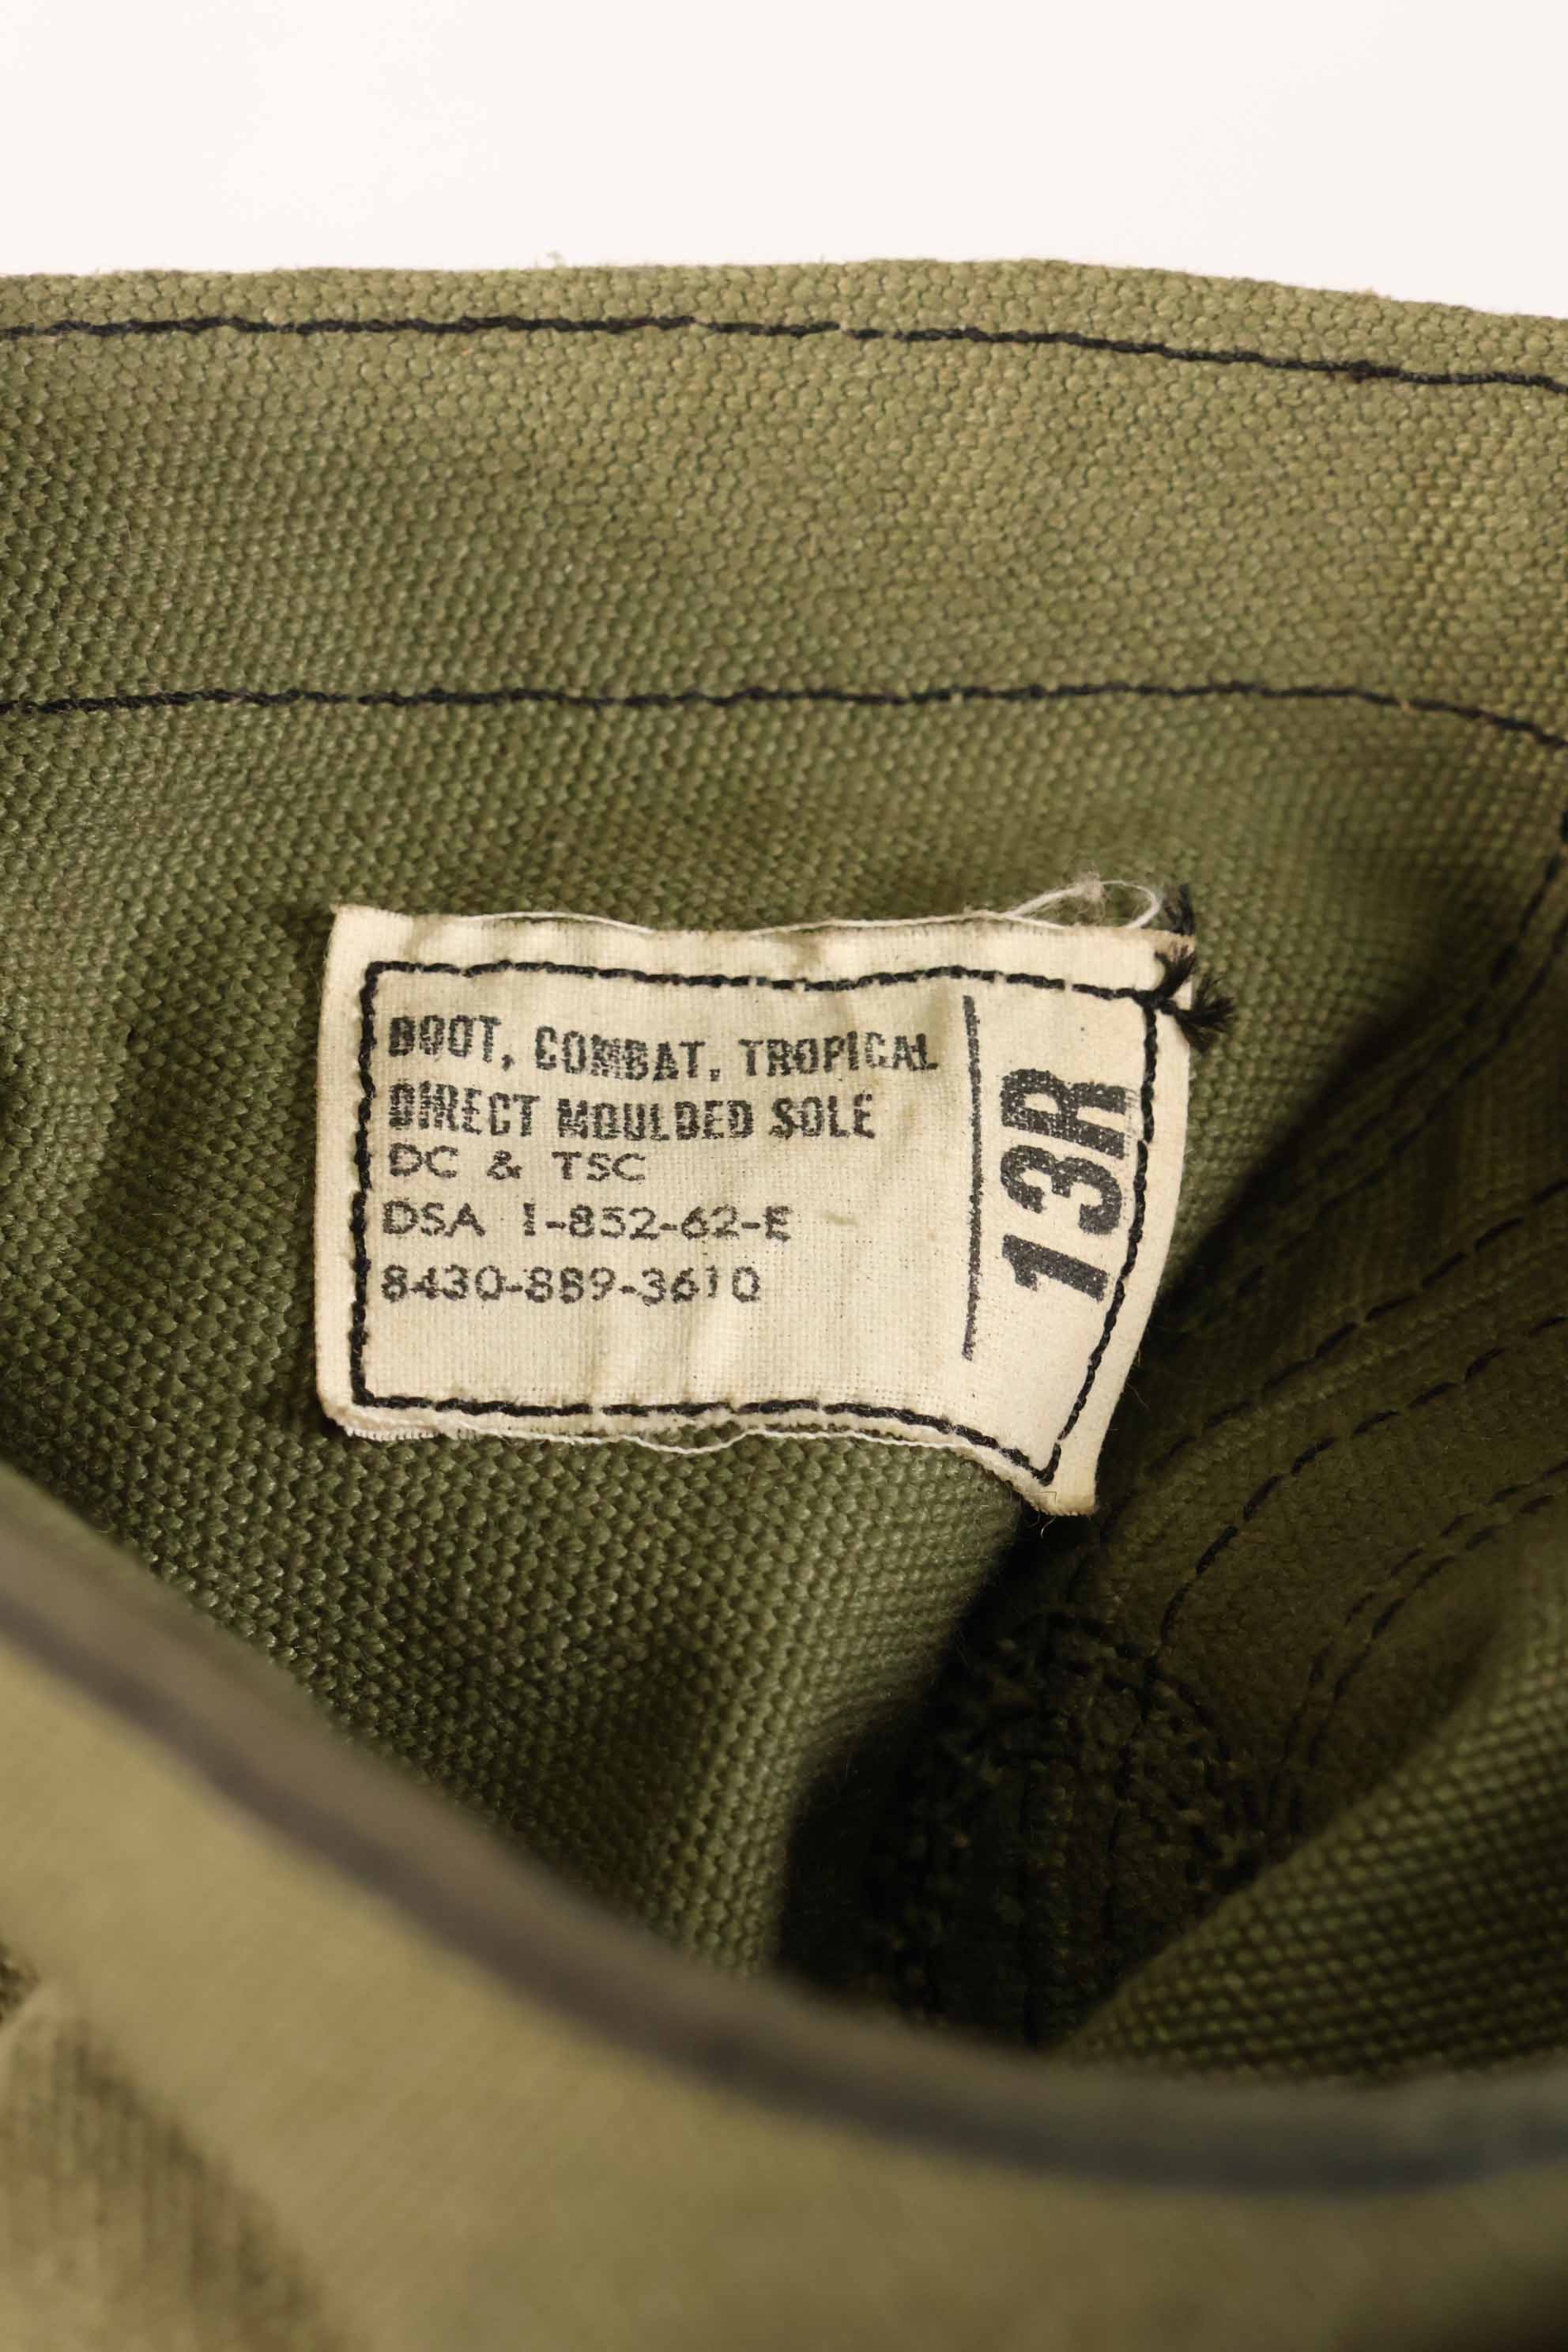 BOOT, COMBAT, TROPICAL
DIRECT MOULDED SOLE
DC & TSC
DSA 1-852-62-E
8430-889-3610
13R